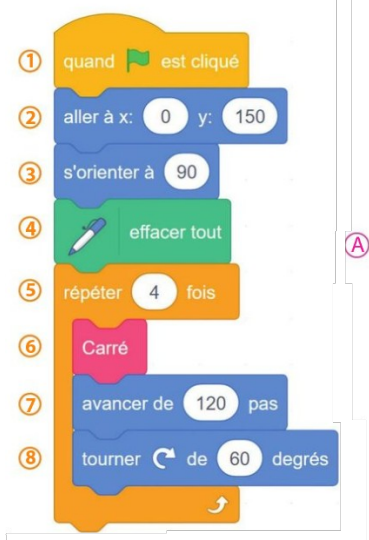 ① quand est cliqué
② aller à x: 0 y: 150
③ s'orienter à 90
④ effacer tout
Ⓐ
⑤ répéter 4 fois
⑥ Carré
⑦ avancer de 120 pas
⑧ tourner de 60 degrés